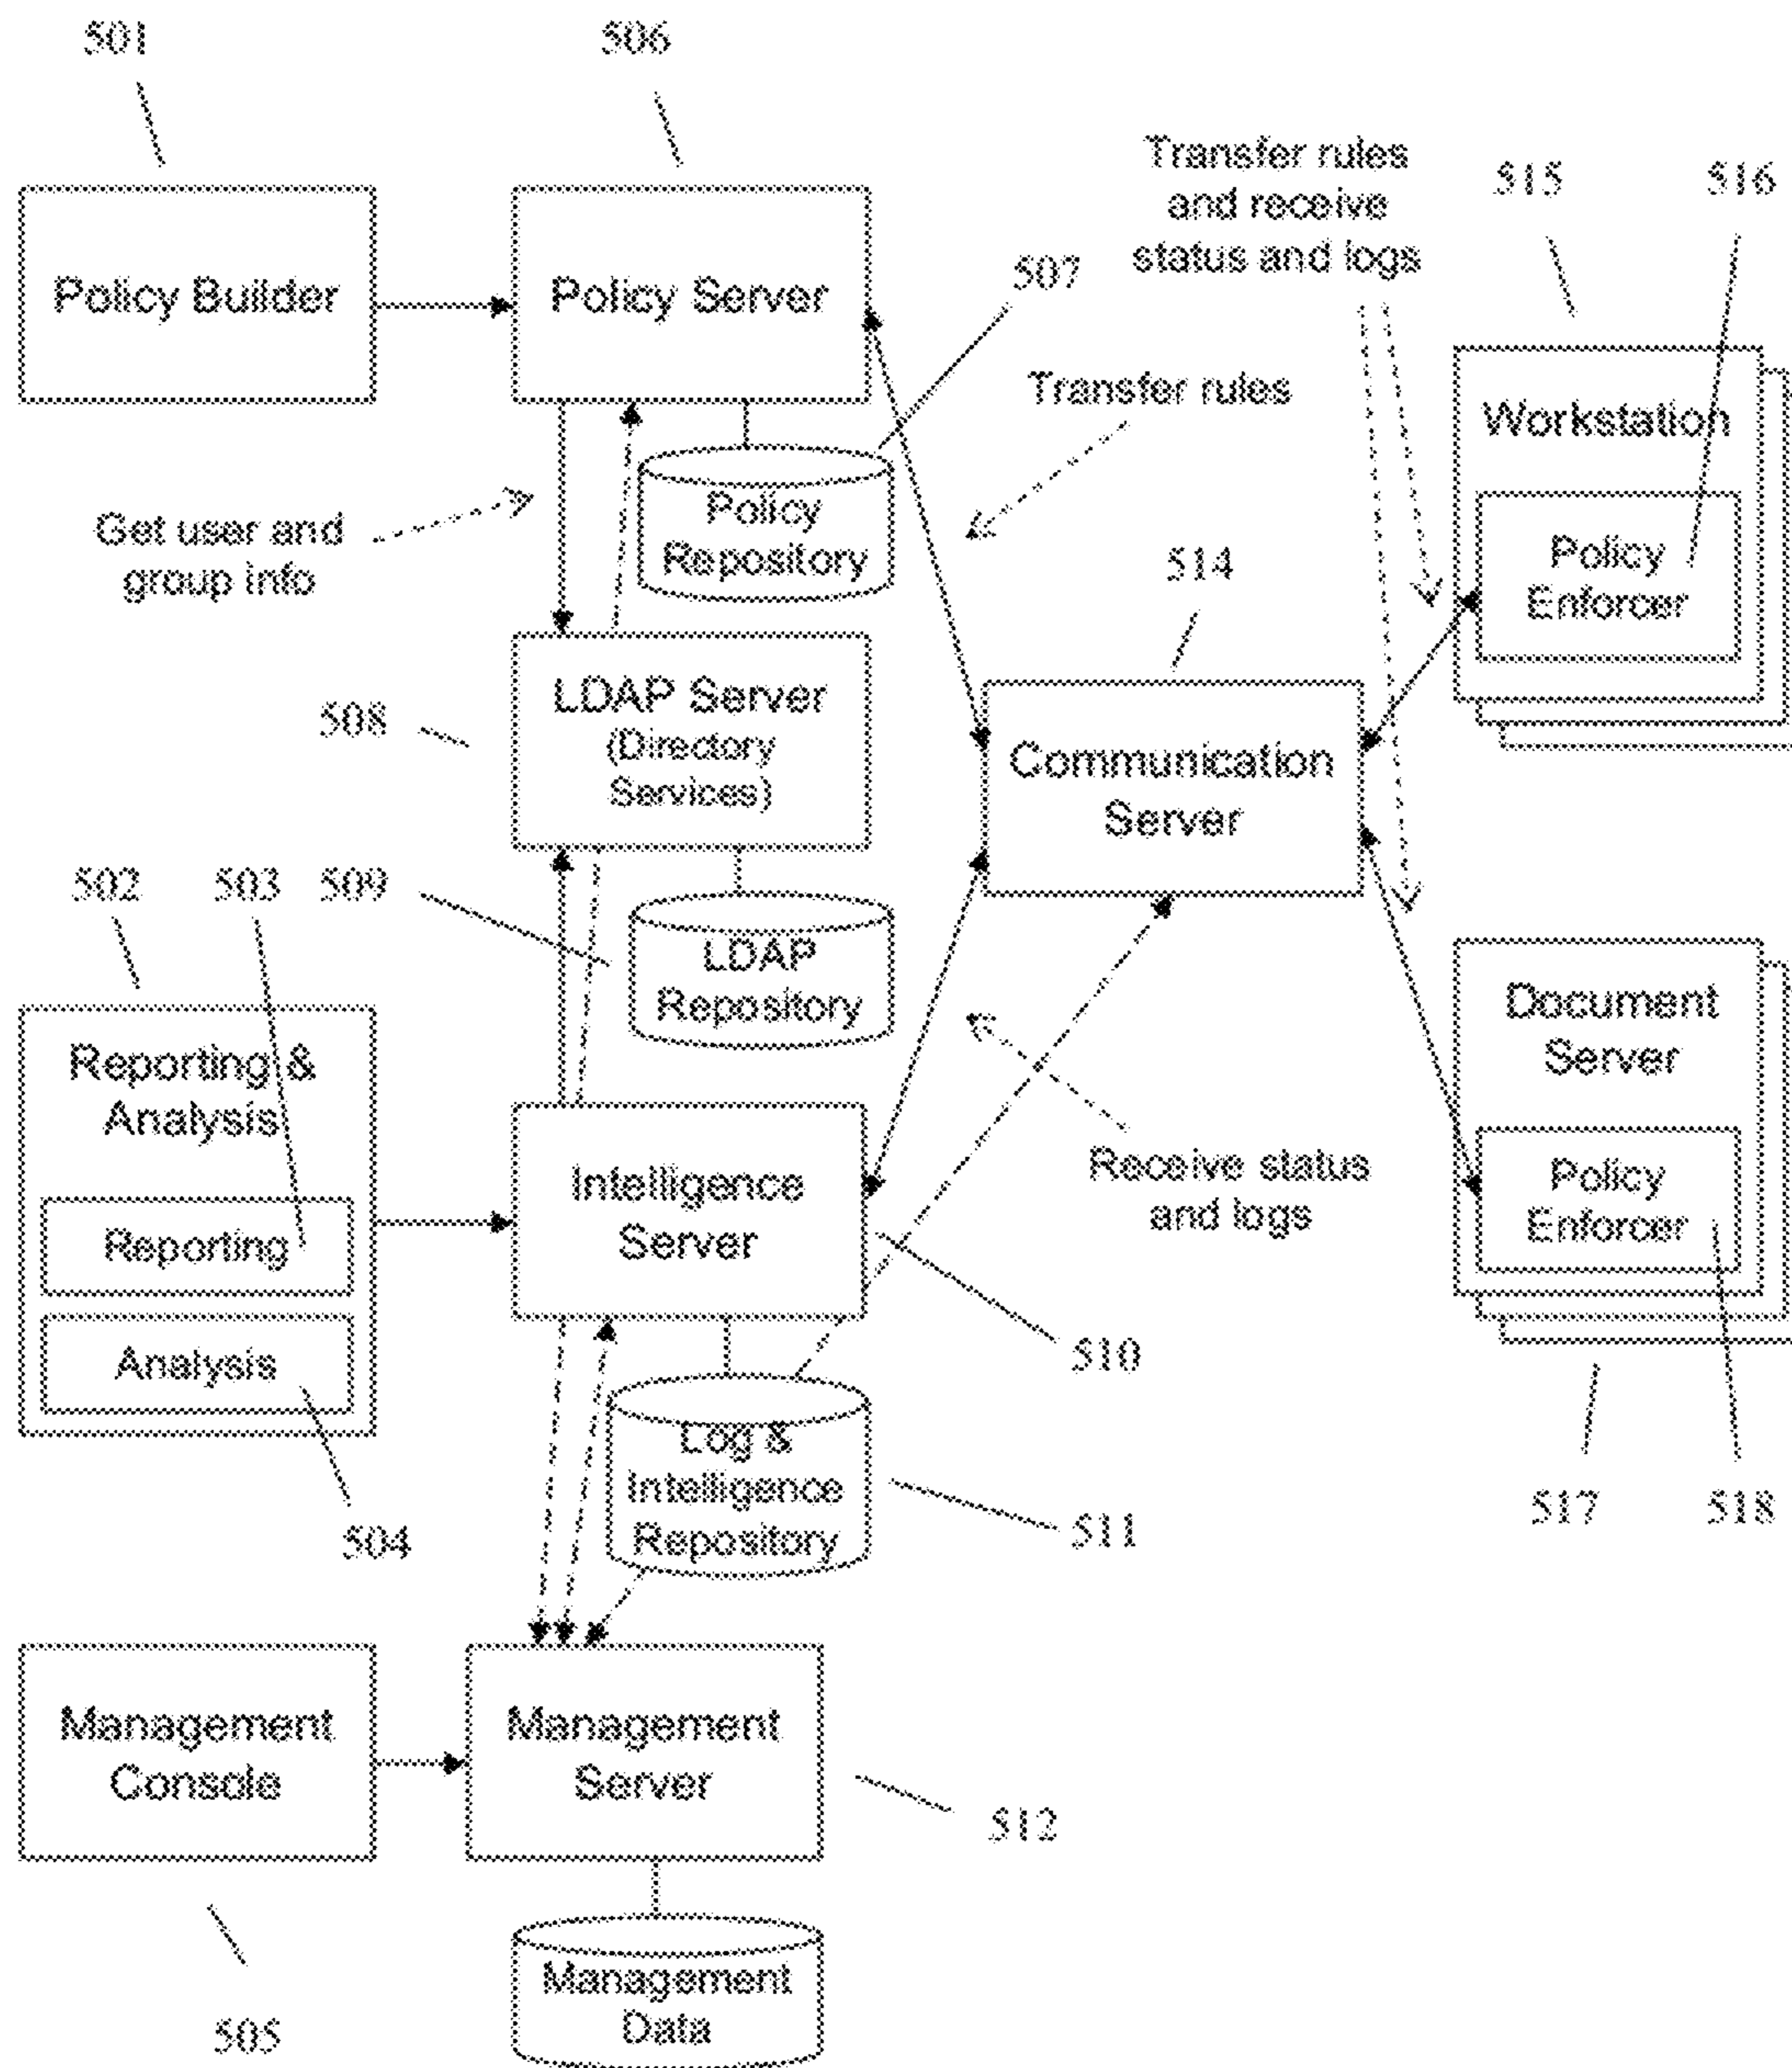 501
506
Transfer rules
and receive
status and logs
515
516
507
Policy Builder
Policy Server
Transfer rules
Workstation
Get user and
group info
Policy
Repository
514
Policy
Enforcer
508
LDAP Server
(Directory
Services)
Communication
Server
502
503
509
LDAP
Repository
Document
Server
Reporting &
Analysis
Intelligence
Server
Receive status
and logs
Policy
Enforcer
Reporting
Analysis
510
504
Log &
Intelligence
Repository
511
517
518
Management
Console
Management
Server
512
505
Management
Data